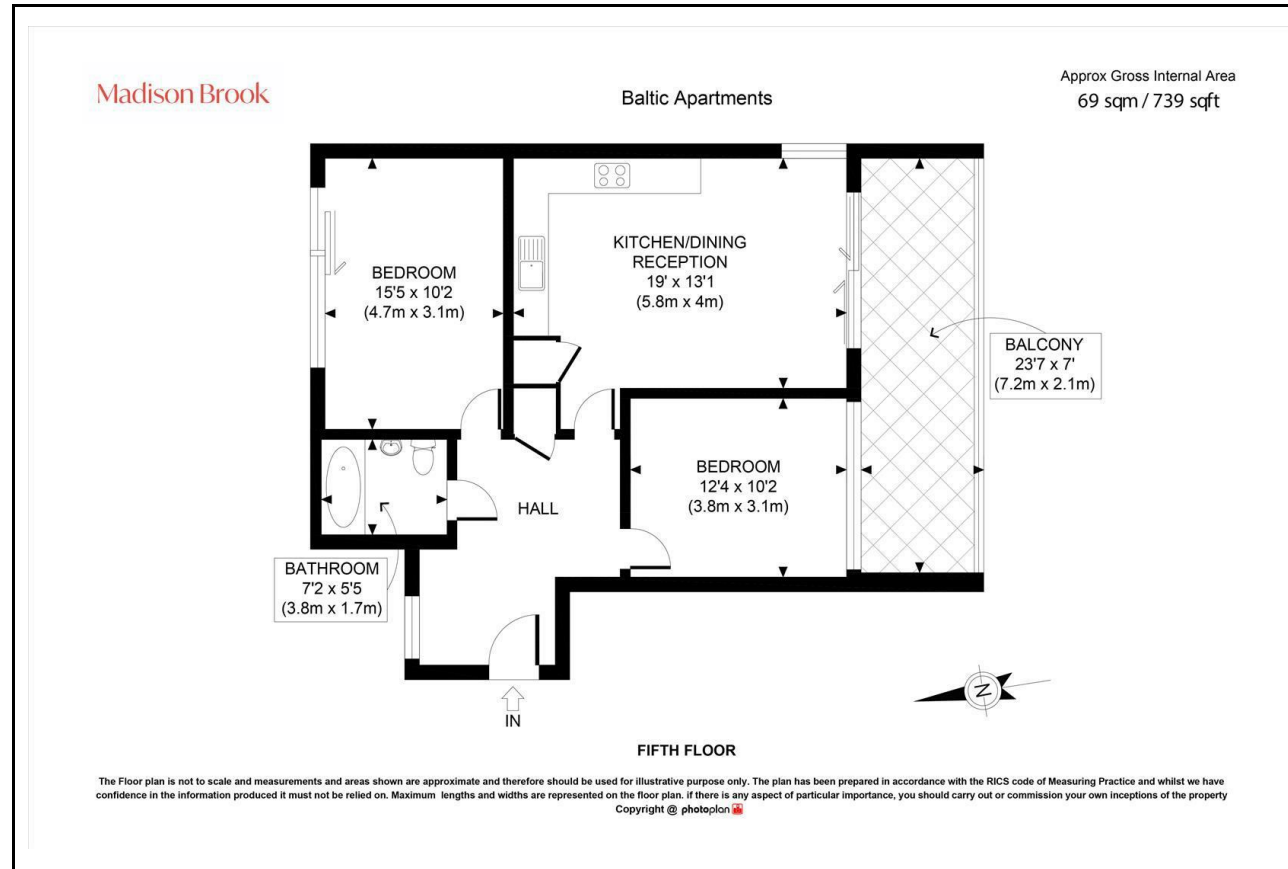 Madison Brook
Baltic Apartments
Approx Gross Internal Area
69 sqm / 739 sqft
KITCHEN/DINING
RECEPTION
19' x 13'1
(5.8m x 4m)
BEDROOM
15'5 x 10'2
(4.7m x 3.1m)
BALCONY
23'7 x 7'
(7.2m x 2.1m)
BEDROOM
12'4 x 10'2
(3.8m x 3.1m)
HALL
BATHROOM
7'2 x 5'5
(3.8m x 1.7m)
N
IN
FIFTH FLOOR
The Floor plan is not to scale and measurements and areas shown are approximate and therefore should be used for illustrative purpose only. The plan has been prepared in accordance with the RICS code of Measuring Practice and whilst we have
confidence in the information produced it must not be relied on. Maximum lengths and widths are represented on the floor plan. if there is any aspect of particular importance, you should carry out or commission your own inceptions of the property
Copyright @ photoplan